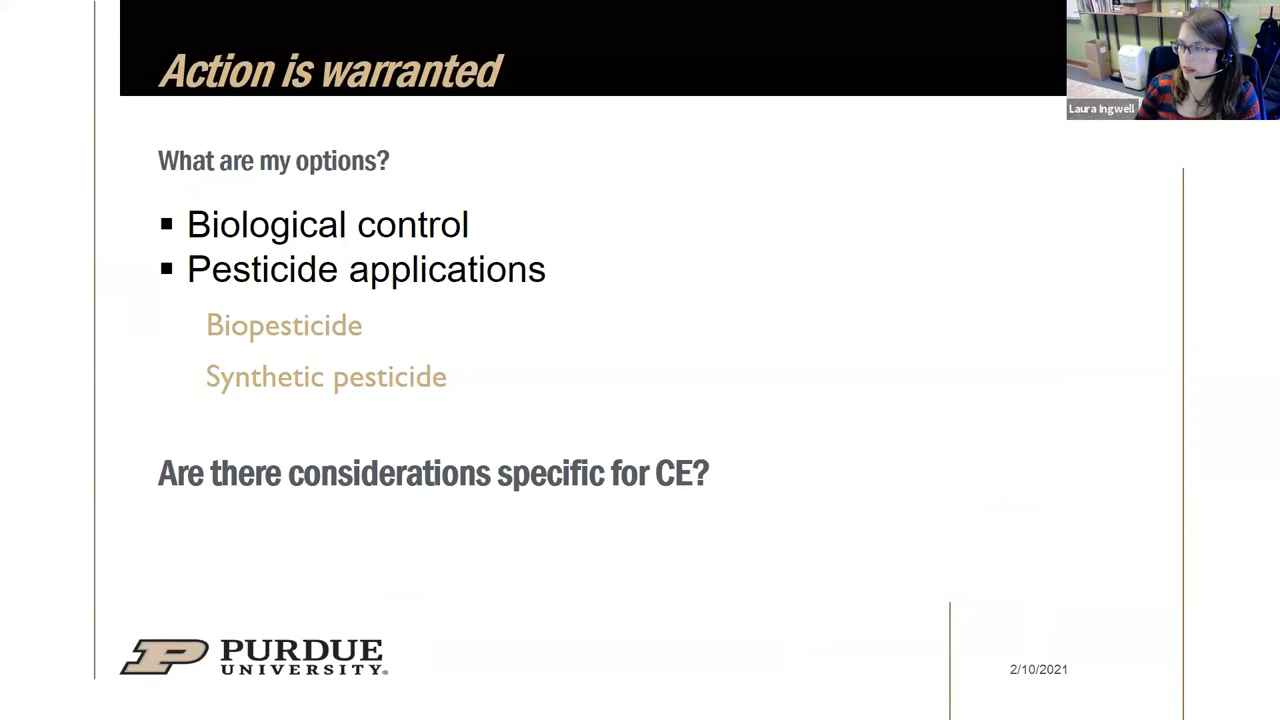 Action is warranted
Laura Ingwell
What are my options?
▪ Biological control
▪ Pesticide applications
Biopesticide
Synthetic pesticide
Are there considerations specific for CE?
PURDUE
UNIVERSITY®
2/10/2021